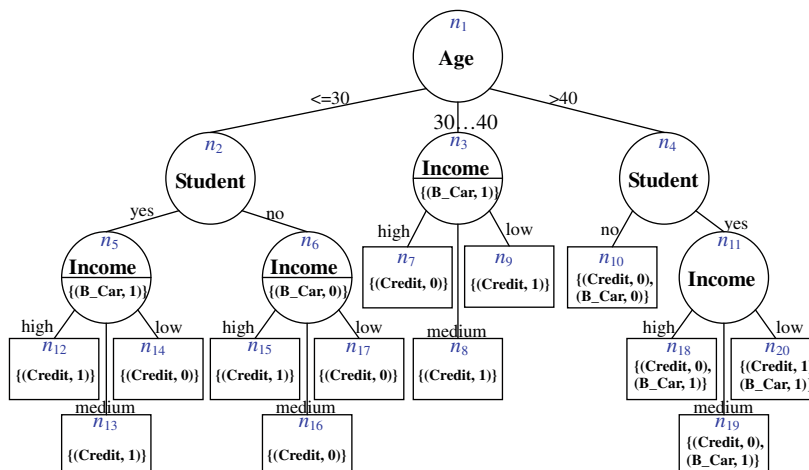 n1
Age
<=30
30…40
>40
n2
Student
n3
Income
{(B_Car, 1)}
n4
Student
yes
no
high
low
no
yes
n5
Income
{(B_Car, 1)}
n6
Income
{(B_Car, 0)}
n7
{(Credit, 0)}
n9
{(Credit, 1)}
n10
{(Credit, 0),
(B_Car, 0)}
n11
Income
high
low
high
low
medium
high
low
n12
{(Credit, 1)}
n14
{(Credit, 0)}
n15
{(Credit, 1)}
n17
{(Credit, 0)}
n8
{(Credit, 1)}
n18
{(Credit, 0),
(B_Car, 1)}
n20
{(Credit, 1)
(B_Car, 1)}
medium
n13
{(Credit, 1)}
medium
n16
{(Credit, 0)}
medium
n19
{(Credit, 0),
(B_Car, 1)}